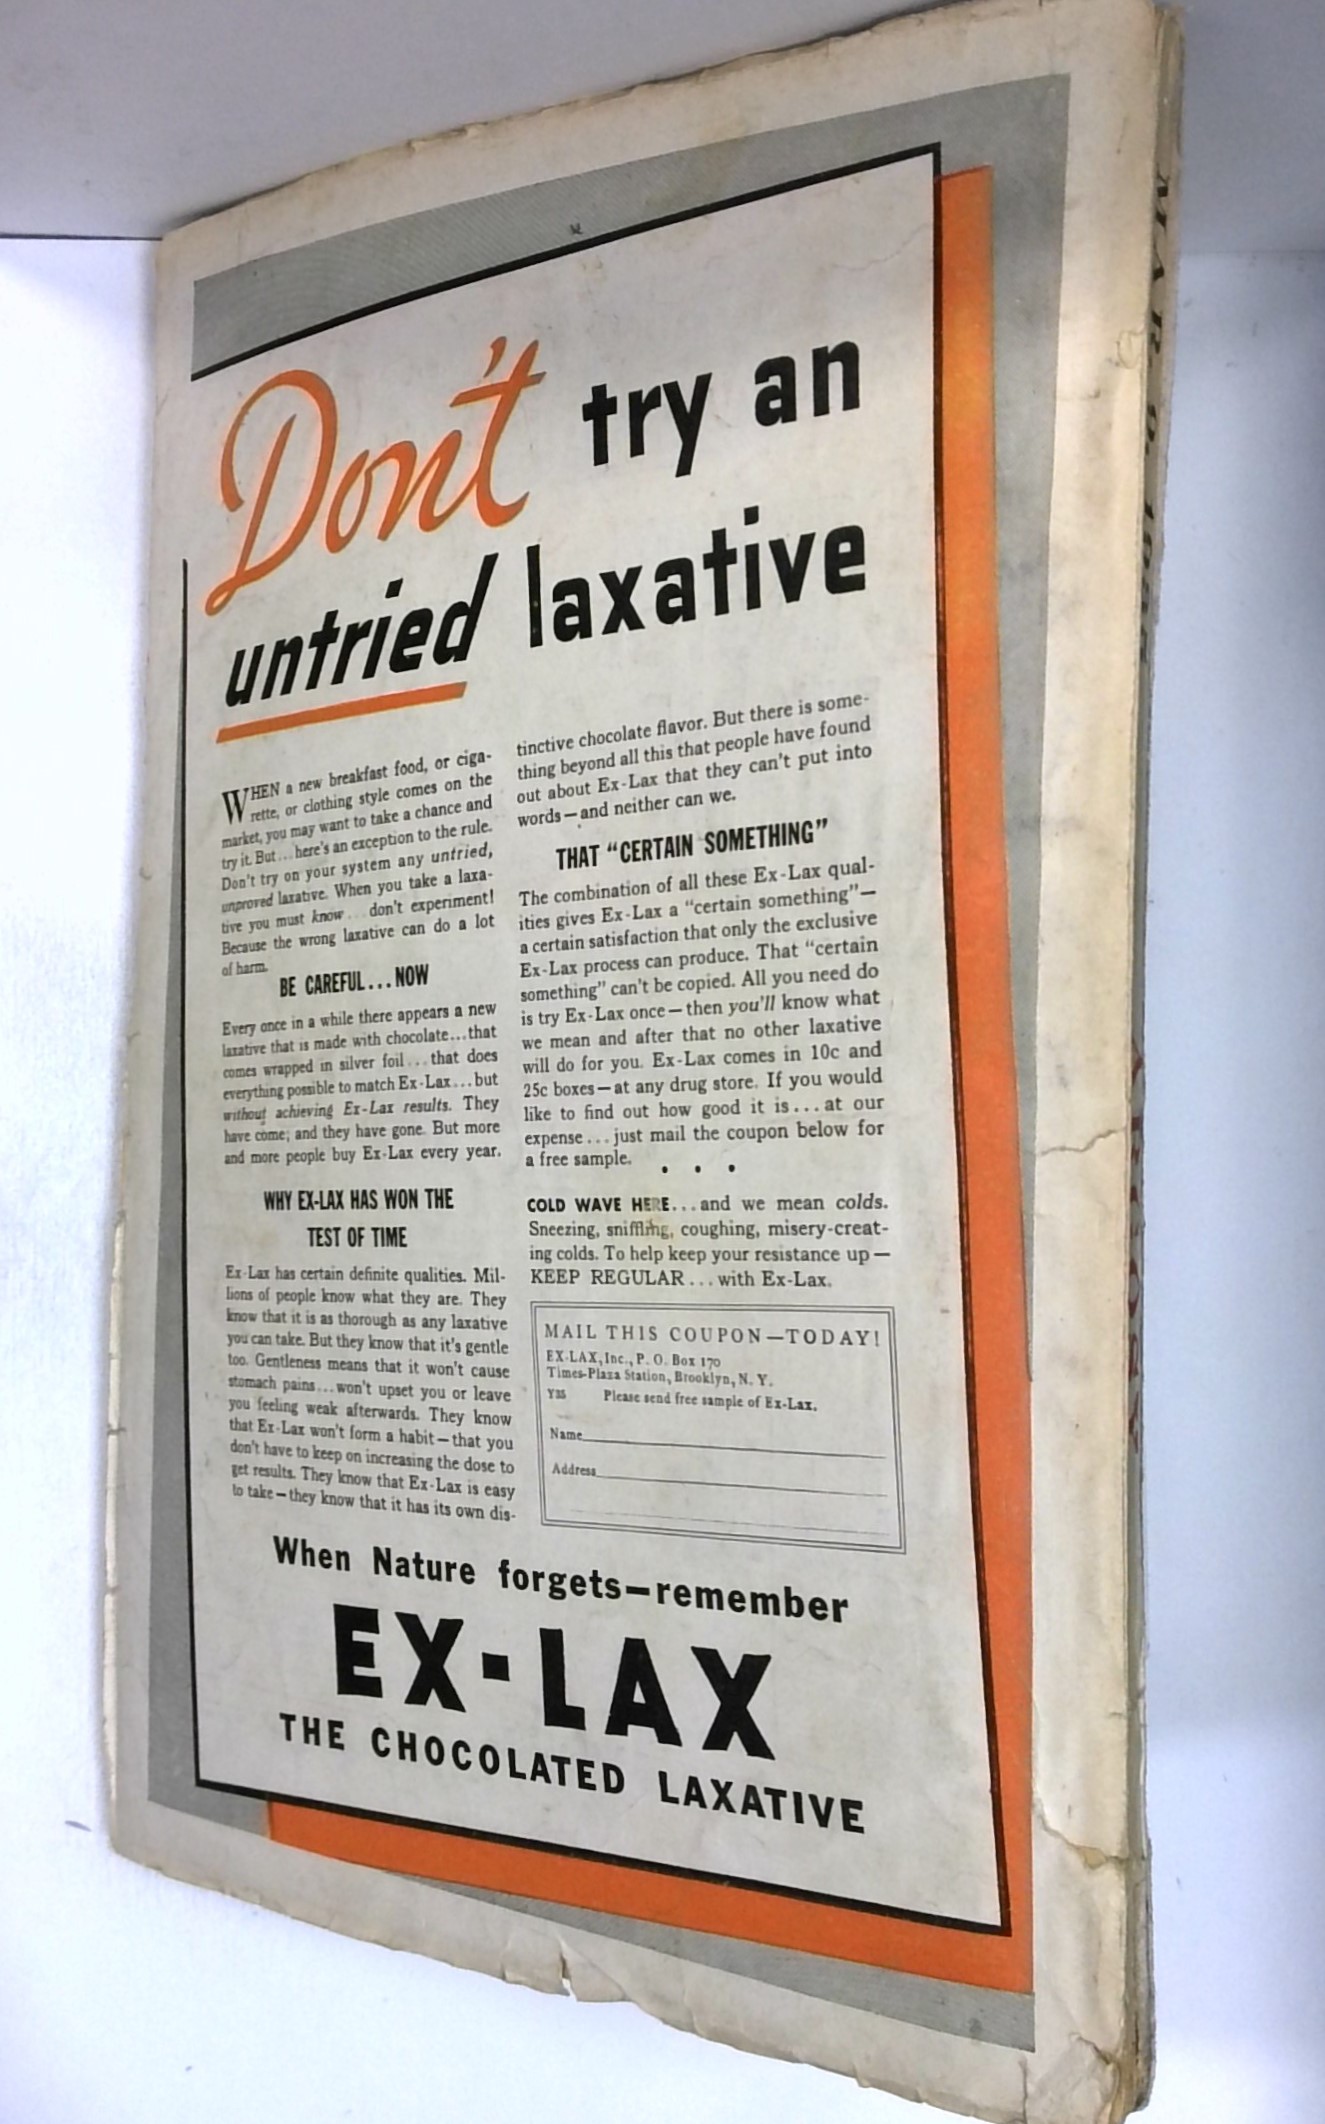 Don't try an
untried laxative
WHEN a new breakfast food, or ciga-
rette, or clothing style comes on the
market, you may want to take a chance and
try it. But...here's an exception to the rule.
Don't try on your system any untried,
unproved laxative. When you take a laxa-
tive you must know...don't experiment!
Because the wrong laxative can do a lot
of harm.
BE CAREFUL...NOW
Every once in a while there appears a new
laxative that is made with chocolate...that
comes wrapped in silver foil...that does
everything possible to match Ex-Lax...but
without achieving Ex-Lax results. They
have come; and they have gone. But more
and more people buy Ex-Lax every year.
WHY EX-LAX HAS WON THE
TEST OF TIME
Ex-Lax has certain definite qualities. Mil-
lions of people know what they are. They
know that it is as thorough as any laxative
you can take. But they know that it's gentle
too. Gentleness means that it won't cause
stomach pains...won't upset you or leave
you feeling weak afterwards. They know
that Ex-Lax won't form a habit—that you
don't have to keep on increasing the dose to
get results. They know that Ex-Lax is easy
to take—they know that it has its own dis-
tinctive chocolate flavor. But there is some-
thing beyond all this that people have found
out about Ex-Lax that they can't put into
words—and neither can we.
THAT "CERTAIN SOMETHING"
The combination of all these Ex-Lax qual-
ities gives Ex-Lax a "certain something"—
a certain satisfaction that only the exclusive
Ex-Lax process can produce. That "certain
something" can't be copied. All you need do
is try Ex-Lax once—then you'll know what
we mean and after that no other laxative
will do for you. Ex-Lax comes in 10c and
25c boxes—at any drug store. If you would
like to find out how good it is...at our
expense...just mail the coupon below for
a free sample.
COLD WAVE HERE...and we mean colds.
Sneezing, sniffling, coughing, misery-creat-
ing colds. To help keep your resistance up—
KEEP REGULAR...with Ex-Lax.
MAIL THIS COUPON—TODAY!
EX-LAX, Inc., P. O. Box 170
Times-Plaza Station, Brooklyn, N. Y.
Y35 Please send free sample of Ex-Lax.
Name
Address
When Nature forgets—remember
EX-LAX
THE CHOCOLATED LAXATIVE
MAR.